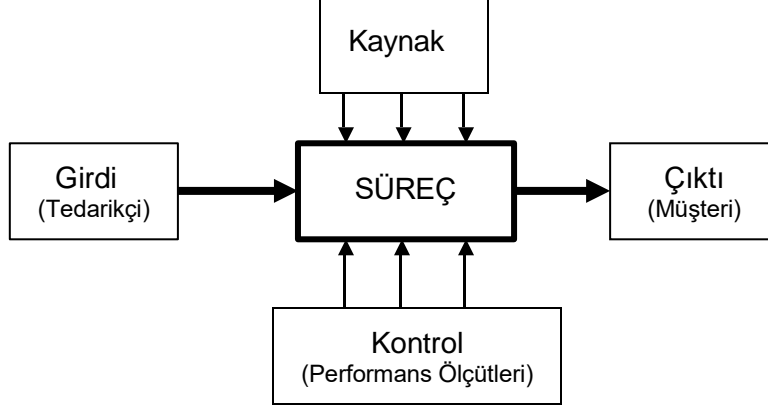 Kaynak
Girdi
(Tedarikçi)
SÜREÇ
Çıktı
(Müşteri)
Kontrol
(Performans Ölçütleri)